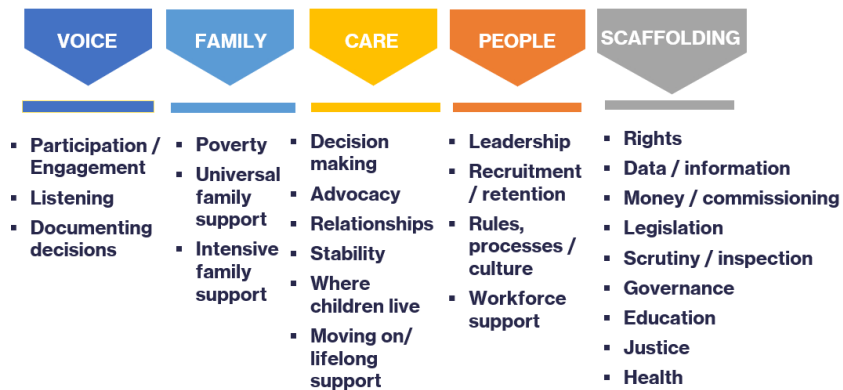 VOICE
FAMILY
CARE
PEOPLE
SCAFFOLDING
▪ Participation /
Engagement
▪ Listening
▪ Documenting
decisions
▪ Poverty
▪ Universal
family
support
▪ Intensive
family
support
▪ Decision
making
▪ Advocacy
▪ Relationships
▪ Stability
▪ Where
children live
▪ Moving on/
lifelong
support
▪ Leadership
▪ Recruitment
/ retention
▪ Rules,
processes /
culture
▪ Workforce
support
▪ Rights
▪ Data / information
▪ Money / commissioning
▪ Legislation
▪ Scrutiny / inspection
▪ Governance
▪ Education
▪ Justice
▪ Health